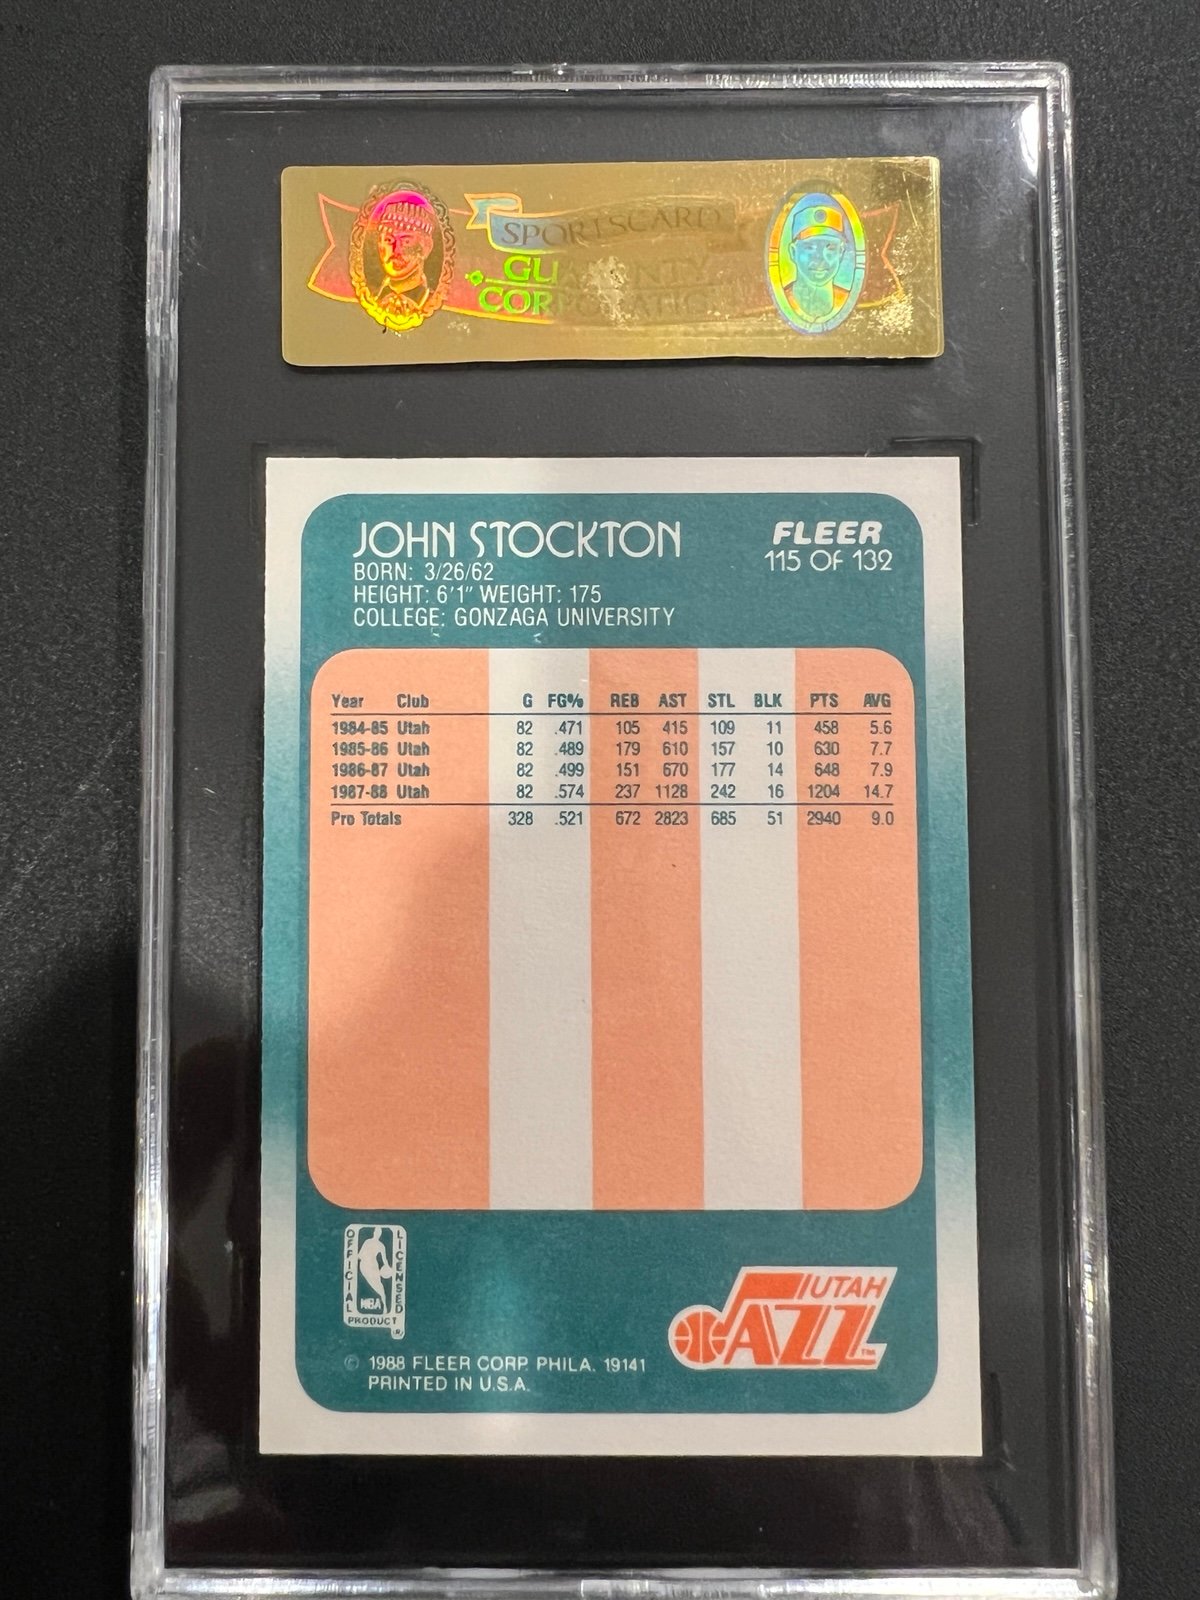 SPORTSCARD
GUARANTY
CORPORATION
JOHN STOCKTON
FLEER
115 OF 132
BORN: 3/26/62
HEIGHT: 6'1" WEIGHT: 175
COLLEGE: GONZAGA UNIVERSITY
Year Club G FG% REB AST STL BLK PTS AVG
1984-85 Utah 82 .471 105 415 109 11 458 5.6
1985-86 Utah 82 .489 179 610 157 10 630 7.7
1986-87 Utah 82 .499 151 670 177 14 648 7.9
1987-88 Utah 82 .574 237 1128 242 16 1204 14.7
Pro Totals 328 .521 672 2823 685 51 2940 9.0
OFFICIAL
LICENSED
NBA
PRODUCT
®
UTAH
JAZZ
TM
© 1988 FLEER CORP. PHILA. 19141
PRINTED IN U.S.A.